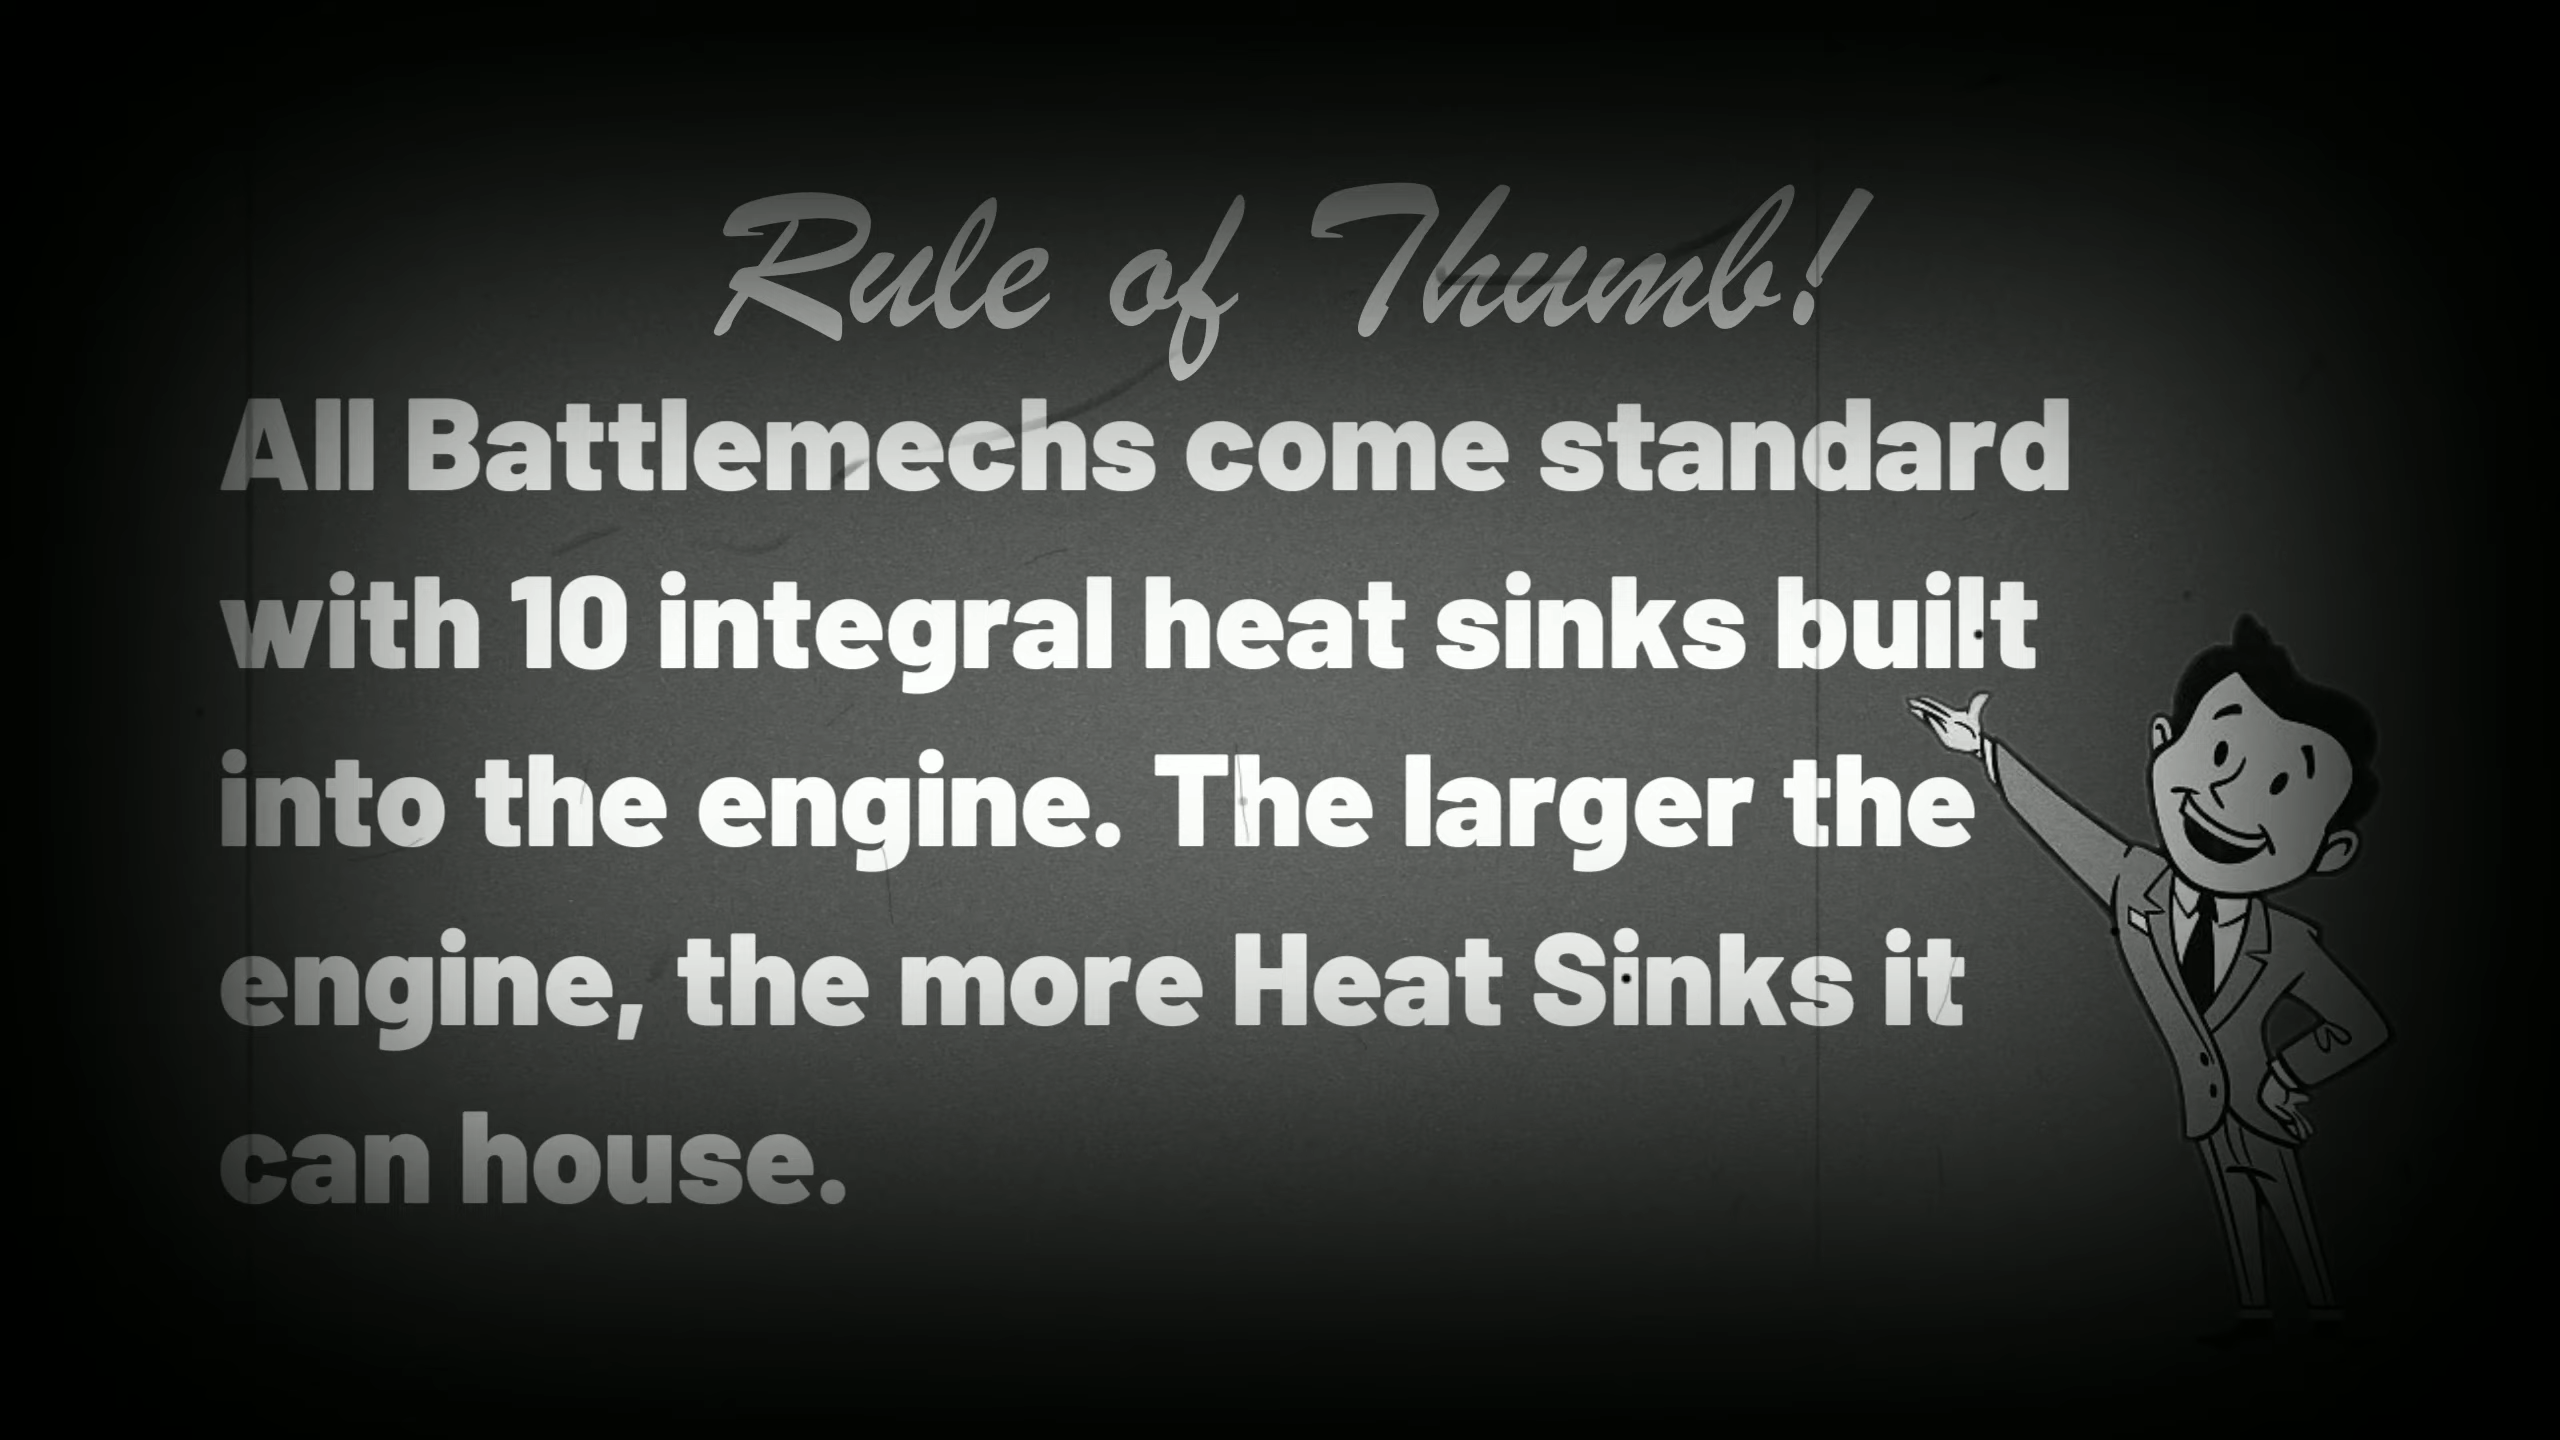 Rule of Thumb!
All Battlemechs come standard
with 10 integral heat sinks built
into the engine. The larger the
engine, the more Heat Sinks it
can house.